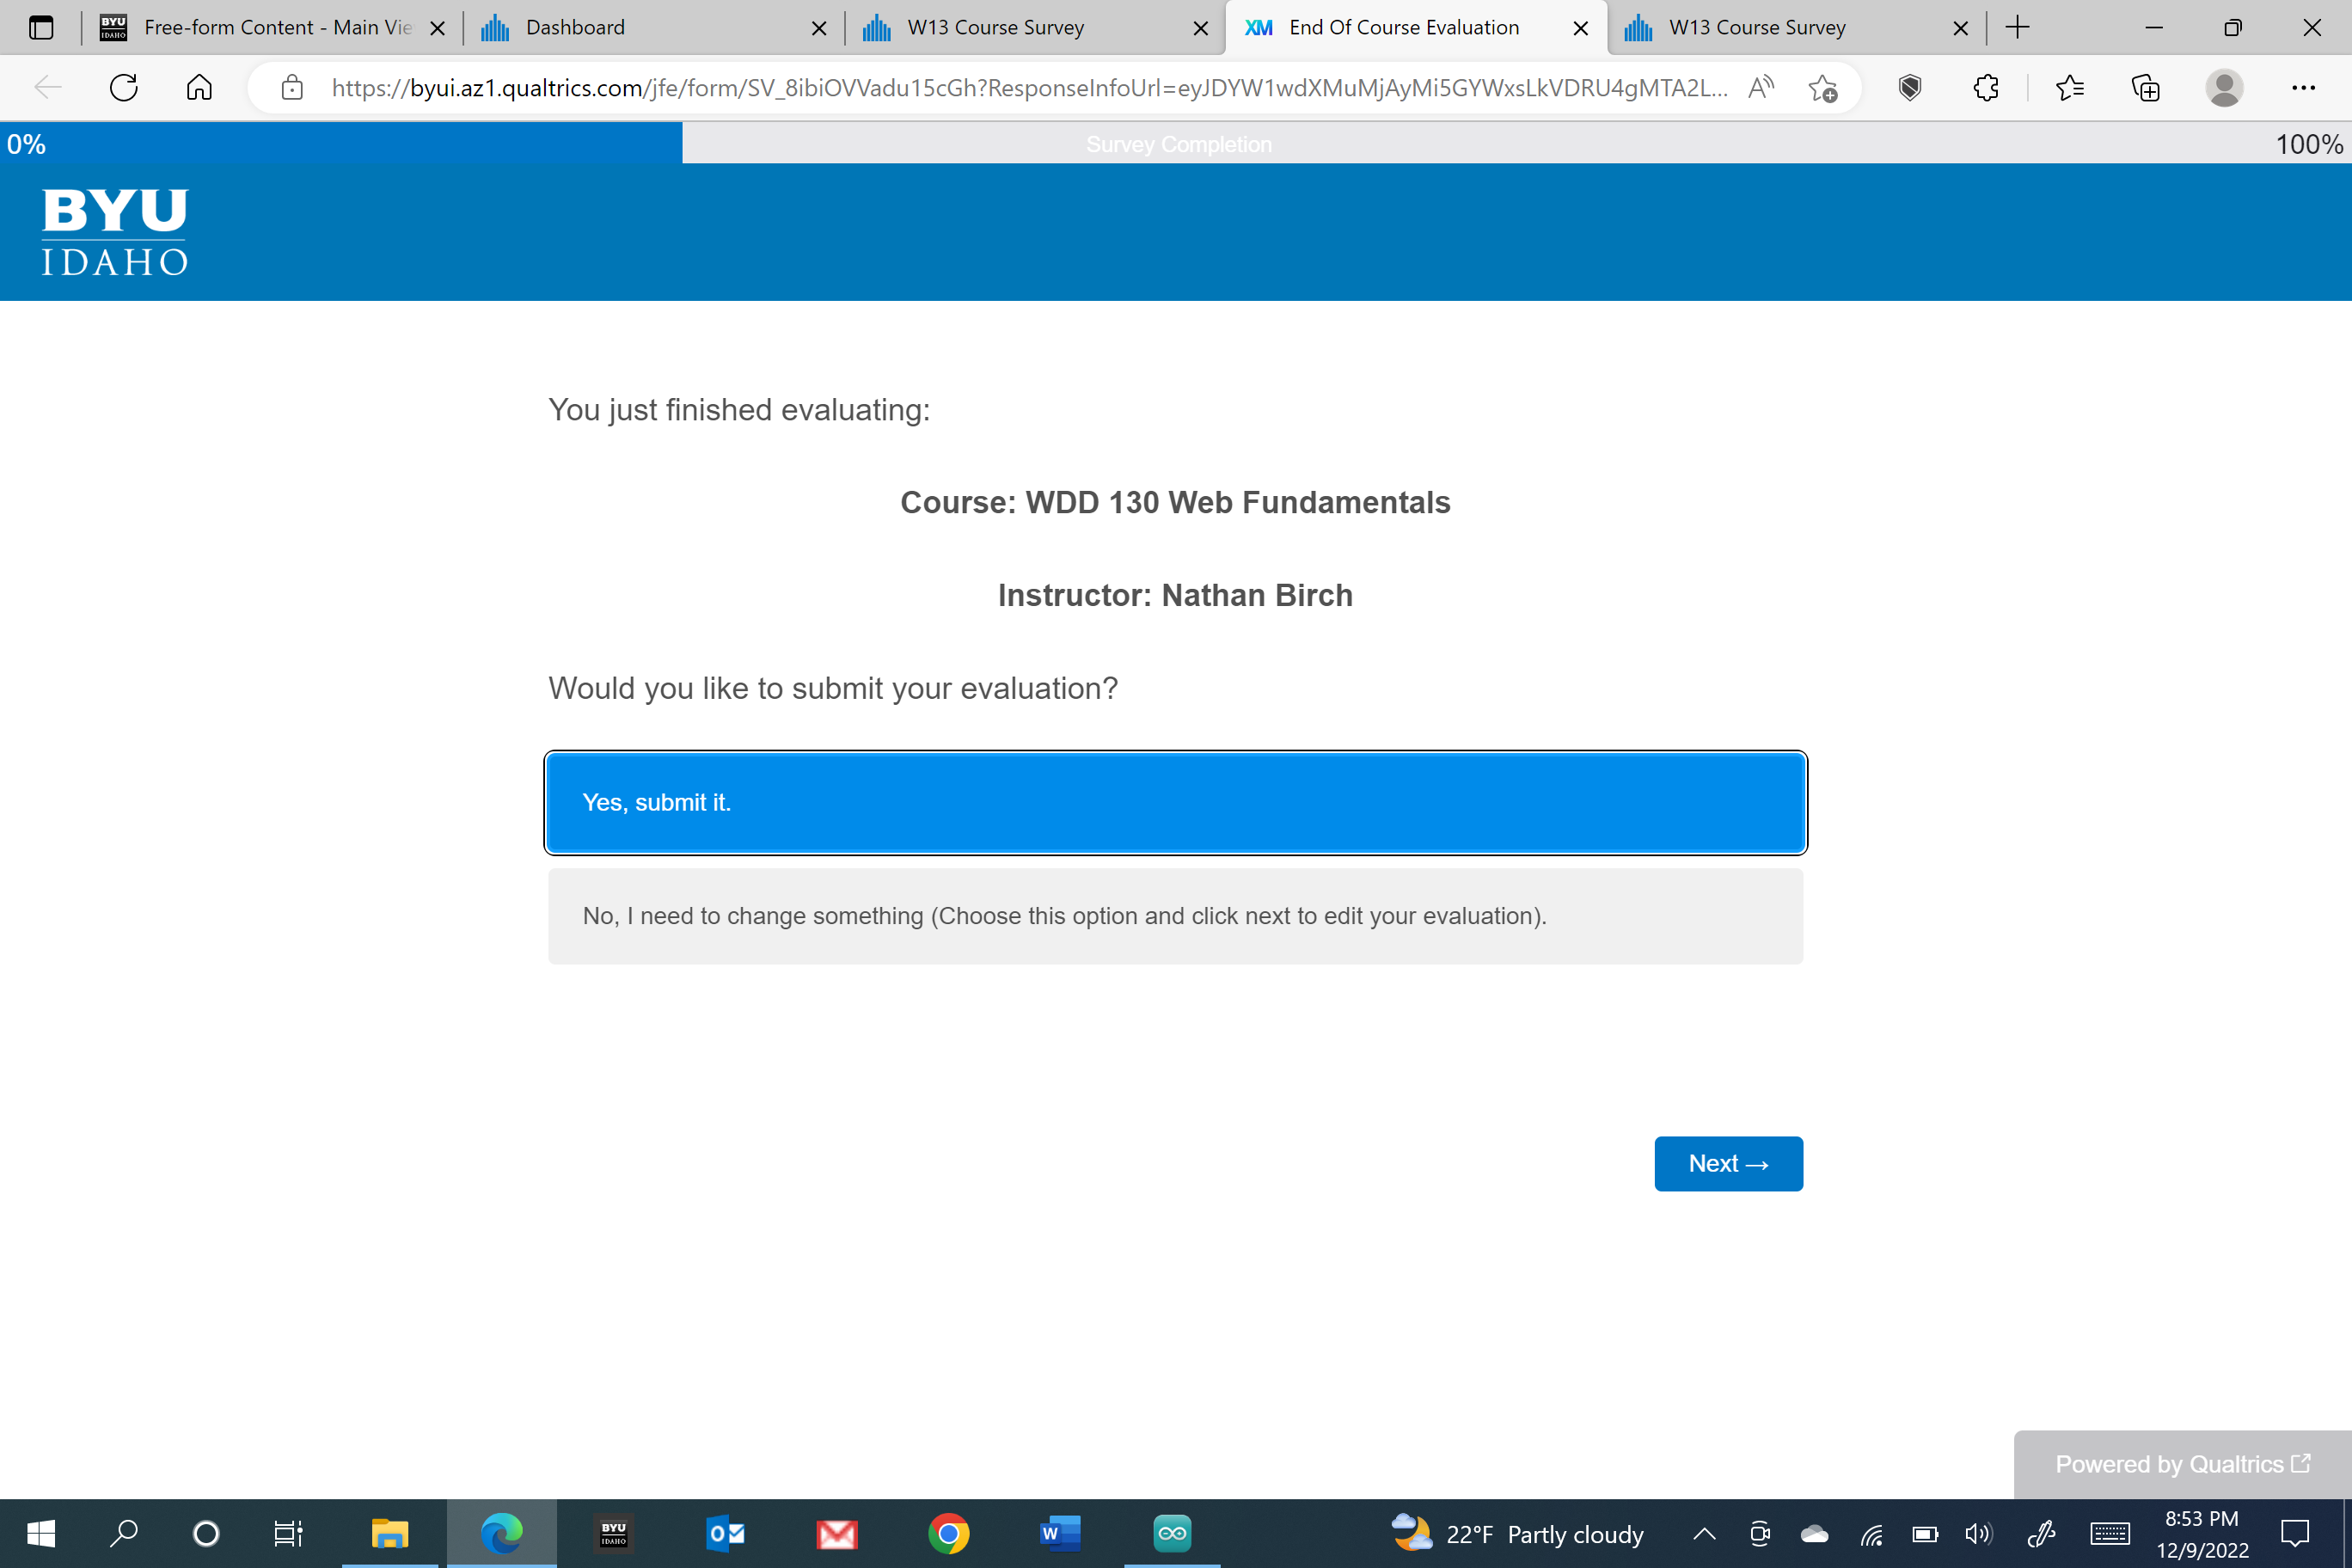 Free-form Content - Main Vie
Dashboard
W13 Course Survey
XM End Of Course Evaluation
W13 Course Survey
https://byui.az1.qualtrics.com/jfe/form/SV_8ibiOVVadu15cGh?ResponseInfoUrl=eyJDYW1wdXMuMjAyMi5GYWxsLkVDRU4gMTA2L...
0%
Survey Completion
100%
BYU
IDAHO
You just finished evaluating:
Course: WDD 130 Web Fundamentals
Instructor: Nathan Birch
Would you like to submit your evaluation?
Yes, submit it.
No, I need to change something (Choose this option and click next to edit your evaluation).
Next →
Powered by Qualtrics
BYU
IDAHO
22°F Partly cloudy
8:53 PM
12/9/2022